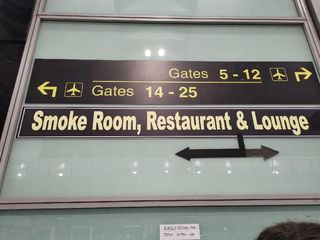 Gates 5 - 12
Gates 14 - 25
Smoke Room, Restaurant & Lounge